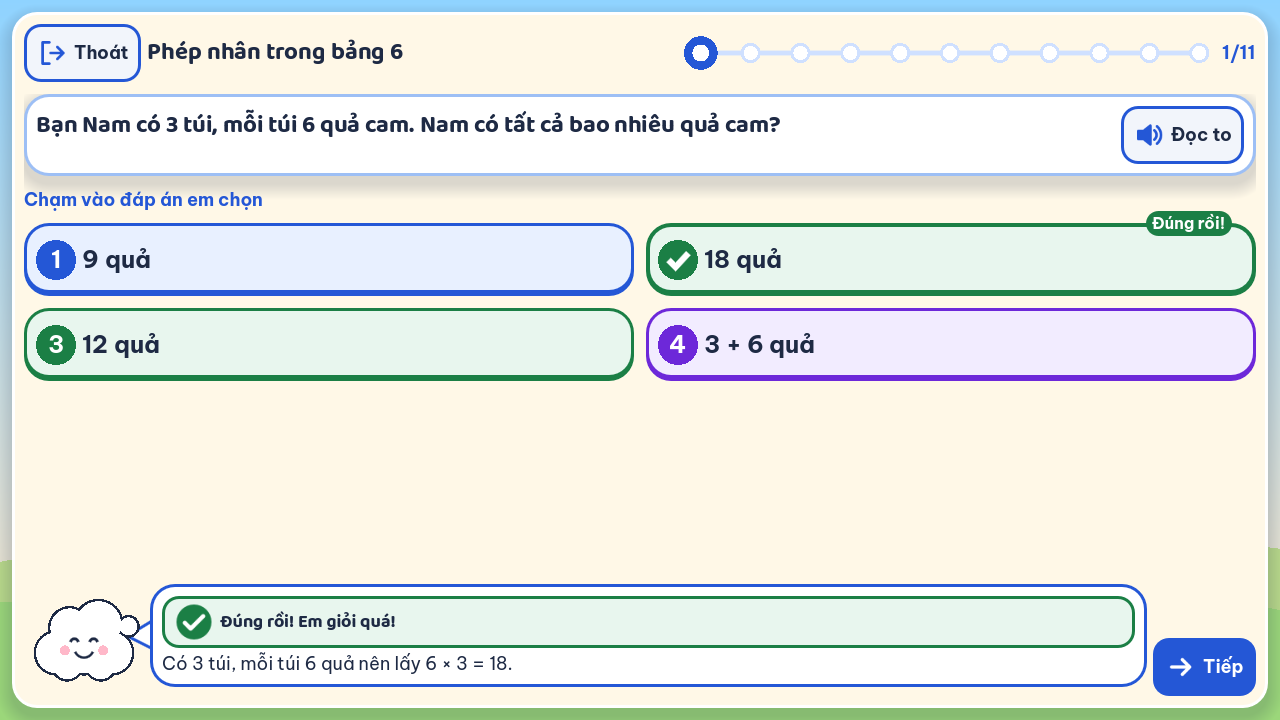 Thoát
Phép nhân trong bảng 6
1/11
Bạn Nam có 3 túi, mỗi túi 6 quả cam. Nam có tất cả bao nhiêu quả cam?
Đọc to
Chạm vào đáp án em chọn
1 9 quả
Đúng rồi!
18 quả
3 12 quả
4 3 + 6 quả
Đúng rồi! Em giỏi quá!
Có 3 túi, mỗi túi 6 quả nên lấy 6 × 3 = 18.
Tiếp